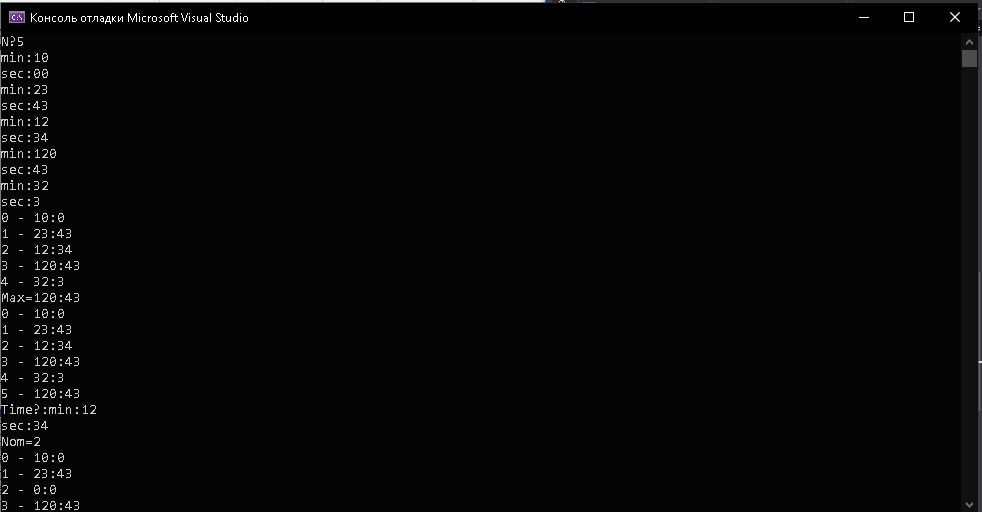 Консоль отладки Microsoft Visual Studio
N?5
min:10
sec:00
min:23
sec:43
min:12
sec:34
min:120
sec:43
min:32
sec:3
0 - 10:0
1 - 23:43
2 - 12:34
3 - 120:43
4 - 32:3
Max=120:43
0 - 10:0
1 - 23:43
2 - 12:34
3 - 120:43
4 - 32:3
5 - 120:43
Time?:min:12
sec:34
Nom=2
0 - 10:0
1 - 23:43
2 - 0:0
3 - 120:43